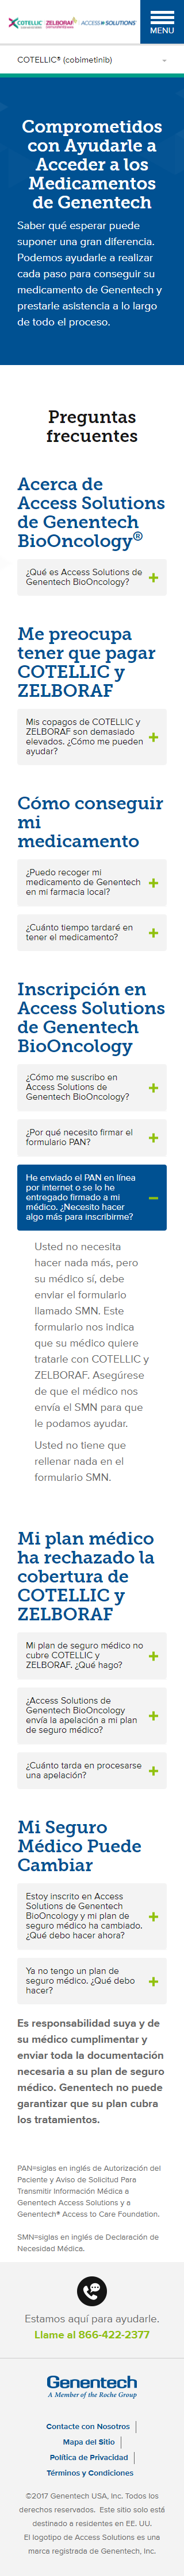 COTELLIC ZELBORAF ACCESS SOLUTIONS
MENU
COTELLIC® (cobimetinib)
Comprometidos
con Ayudarle a
Acceder a los
Medicamentos
de Genentech
Saber qué esperar puede
suponer una gran diferencia.
Podemos ayudarle a realizar
cada paso para conseguir su
medicamento de Genentech y
prestarle asistencia a lo largo
de todo el proceso.
Preguntas
frecuentes
Acerca de
Access Solutions
de Genentech
BioOncology®
¿Qué es Access Solutions de
Genentech BioOncology?
Me preocupa
tener que pagar
COTELLIC y
ZELBORAF
Mis copagos de COTELLIC y
ZELBORAF son demasiado
elevados. ¿Cómo me pueden
ayudar?
Cómo conseguir
mi
medicamento
¿Puedo recoger mi
medicamento de Genentech
en mi farmacia local?
¿Cuánto tiempo tardaré en
tener el medicamento?
Inscripción en
Access Solutions
de Genentech
BioOncology
¿Cómo me suscribo en
Access Solutions de
Genentech BioOncology?
¿Por qué necesito firmar el
formulario PAN?
He enviado el PAN en línea
por internet o se lo he
entregado firmado a mi
médico. ¿Necesito hacer
algo más para inscribirme?
Usted no necesita
hacer nada más, pero
su médico sí, debe
enviar el formulario
llamado SMN. Este
formulario nos indica
que su médico quiere
tratarle con COTELLIC y
ZELBORAF. Asegúrese
de que el médico nos
envía el SMN para que
le podamos ayudar.
Usted no tiene que
rellenar nada en el
formulario SMN.
Mi plan médico
ha rechazado la
cobertura de
COTELLIC y
ZELBORAF
Mi plan de seguro médico no
cubre COTELLIC y
ZELBORAF. ¿Qué hago?
¿Access Solutions de
Genentech BioOncology
envía la apelación a mi plan
de seguro médico?
¿Cuánto tarda en procesarse
una apelación?
Mi Seguro
Médico Puede
Cambiar
Estoy inscrito en Access
Solutions de Genentech
BioOncology y mi plan de
seguro médico ha cambiado.
¿Qué debo hacer ahora?
Ya no tengo un plan de
seguro médico. ¿Qué debo
hacer?
Es responsabilidad suya y de
su médico cumplimentar y
enviar toda la documentación
necesaria a su plan de seguro
médico. Genentech no puede
garantizar que su plan cubra
los tratamientos.
PAN=siglas en inglés de Autorización del
Paciente y Aviso de Solicitud Para
Transmitir Información Médica a
Genentech Access Solutions y a
Genentech® Access to Care Foundation.
SMN=siglas en inglés de Declaración de
Necesidad Médica.
Estamos aquí para ayudarle.
Llame al 866-422-2377
Genentech
A Member of the Roche Group
Contacte con Nosotros
Mapa del Sitio
Política de Privacidad
Términos y Condiciones
©2017 Genentech USA, Inc. Todos los
derechos reservados. Este sitio solo está
destinado a residentes en EE. UU.
El logotipo de Access Solutions es una
marca registrada de Genentech, Inc.